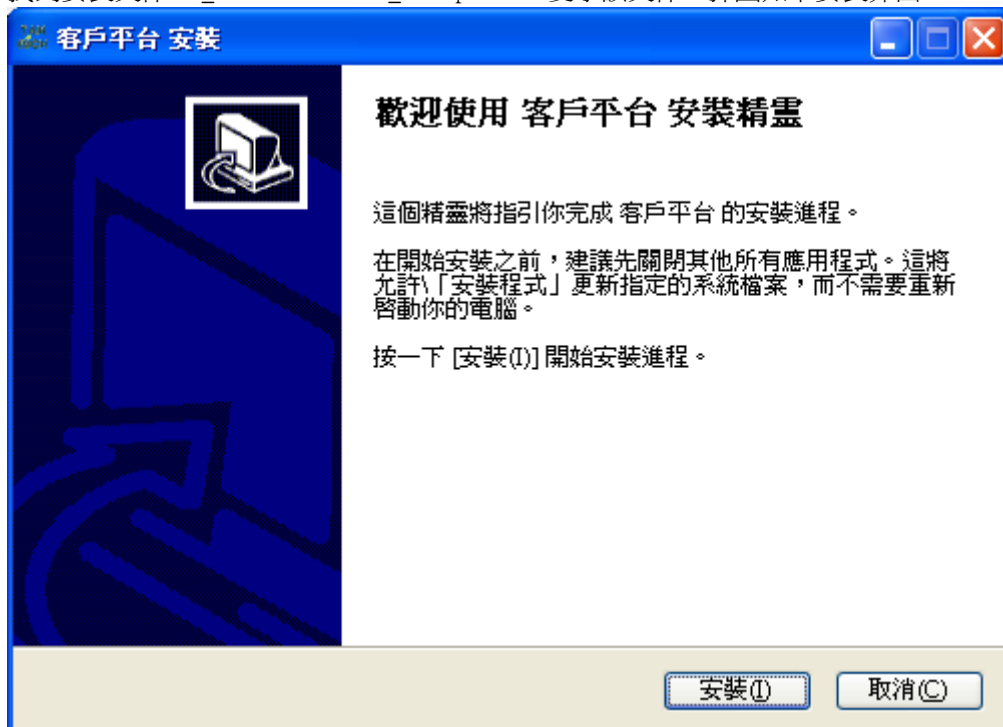 客戶平台 安裝
歡迎使用 客戶平台 安裝精靈
這個精靈將指引你完成 客戶平台 的安裝進程。
在開始安裝之前，建議先關閉其他所有應用程式。這將
允許\「安裝程式」更新指定的系統檔案，而不需要重新
啓動你的電腦。
按一下 [安裝(I)] 開始安裝進程。
安裝(I)
取消(C)